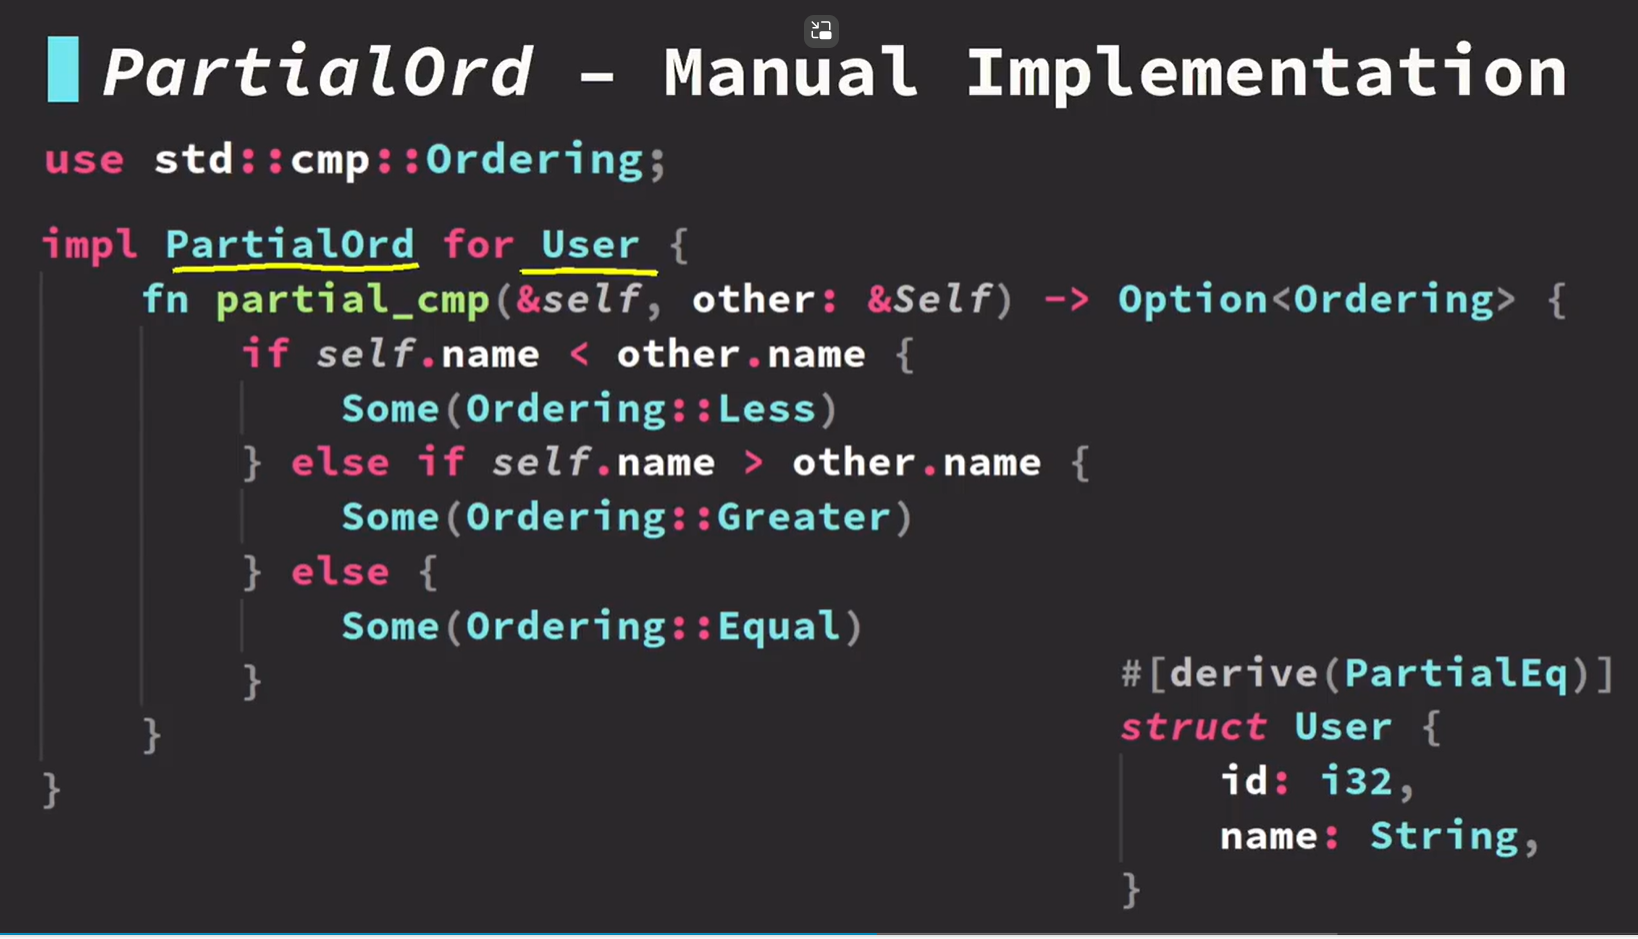 PartialOrd – Manual Implementation
use std::cmp::Ordering;
impl PartialOrd for User {
fn partial_cmp(&self, other: &Self) -> Option<Ordering> {
if self.name < other.name {
Some(Ordering::Less)
} else if self.name > other.name {
Some(Ordering::Greater)
} else {
Some(Ordering::Equal)
}
}
}
#[derive(PartialEq)]
struct User {
id: i32,
name: String,
}